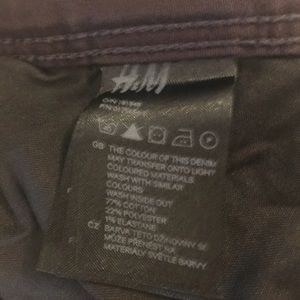 H&M
GB THE COLOUR OF THIS DENIM
MAY TRANSFER ONTO LIGHT
COLOURED MATERIALS
WASH WITH SIMILAR
COLOURS
WASH INSIDE OUT
77% COTTON
22% POLYESTER
1% ELASTANE
CZ BARVA TÉTO DŽÍNOVINY SE
MŮŽE PŘENÉST NA
MATERIÁLY SVĚTLÉ BARVY